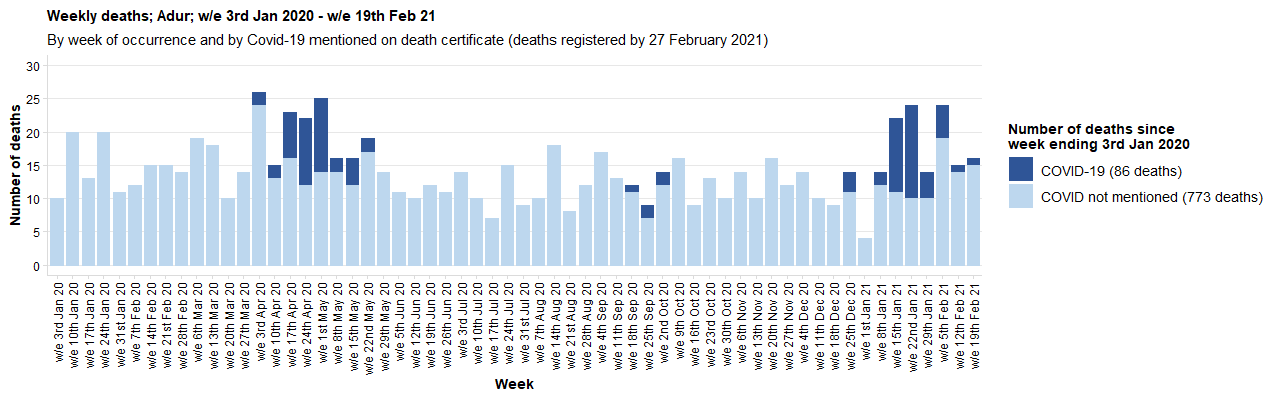 Weekly deaths; Adur; w/e 3rd Jan 2020 - w/e 19th Feb 21
By week of occurrence and by Covid-19 mentioned on death certificate (deaths registered by 27 February 2021)
Number of deaths
30
25
20
15
10
5
0
w/e 3rd Jan 20
w/e 10th Jan 20
w/e 17th Jan 20
w/e 24th Jan 20
w/e 31st Jan 20
w/e 7th Feb 20
w/e 14th Feb 20
w/e 21st Feb 20
w/e 28th Feb 20
w/e 6th Mar 20
w/e 13th Mar 20
w/e 20th Mar 20
w/e 27th Mar 20
w/e 3rd Apr 20
w/e 10th Apr 20
w/e 17th Apr 20
w/e 24th Apr 20
w/e 1st May 20
w/e 8th May 20
w/e 15th May 20
w/e 22nd May 20
w/e 29th May 20
w/e 5th Jun 20
w/e 12th Jun 20
w/e 19th Jun 20
w/e 26th Jun 20
w/e 3rd Jul 20
w/e 10th Jul 20
w/e 17th Jul 20
w/e 24th Jul 20
w/e 31st Jul 20
w/e 7th Aug 20
w/e 14th Aug 20
w/e 21st Aug 20
w/e 28th Aug 20
w/e 4th Sep 20
w/e 11th Sep 20
w/e 18th Sep 20
w/e 25th Sep 20
w/e 2nd Oct 20
w/e 9th Oct 20
w/e 16th Oct 20
w/e 23rd Oct 20
w/e 30th Oct 20
w/e 6th Nov 20
w/e 13th Nov 20
w/e 20th Nov 20
w/e 27th Nov 20
w/e 4th Dec 20
w/e 11th Dec 20
w/e 18th Dec 20
w/e 25th Dec 20
w/e 1st Jan 21
w/e 8th Jan 21
w/e 15th Jan 21
w/e 22nd Jan 21
w/e 29th Jan 21
w/e 5th Feb 21
w/e 12th Feb 21
w/e 19th Feb 21
Week
Number of deaths since
week ending 3rd Jan 2020
COVID-19 (86 deaths)
COVID not mentioned (773 deaths)